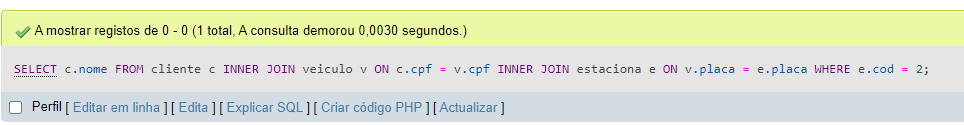 A mostrar registos de 0 - 0 (1 total, A consulta demorou 0,0030 segundos.)
SELECT c.nome FROM cliente c INNER JOIN veiculo v ON c.cpf = v.cpf INNER JOIN estaciona e ON v.placa = e.placa WHERE e.cod = 2;
Perfil [ Editar em linha ] [ Edita ] [ Explicar SQL ] [ Criar código PHP ] [ Actualizar ]